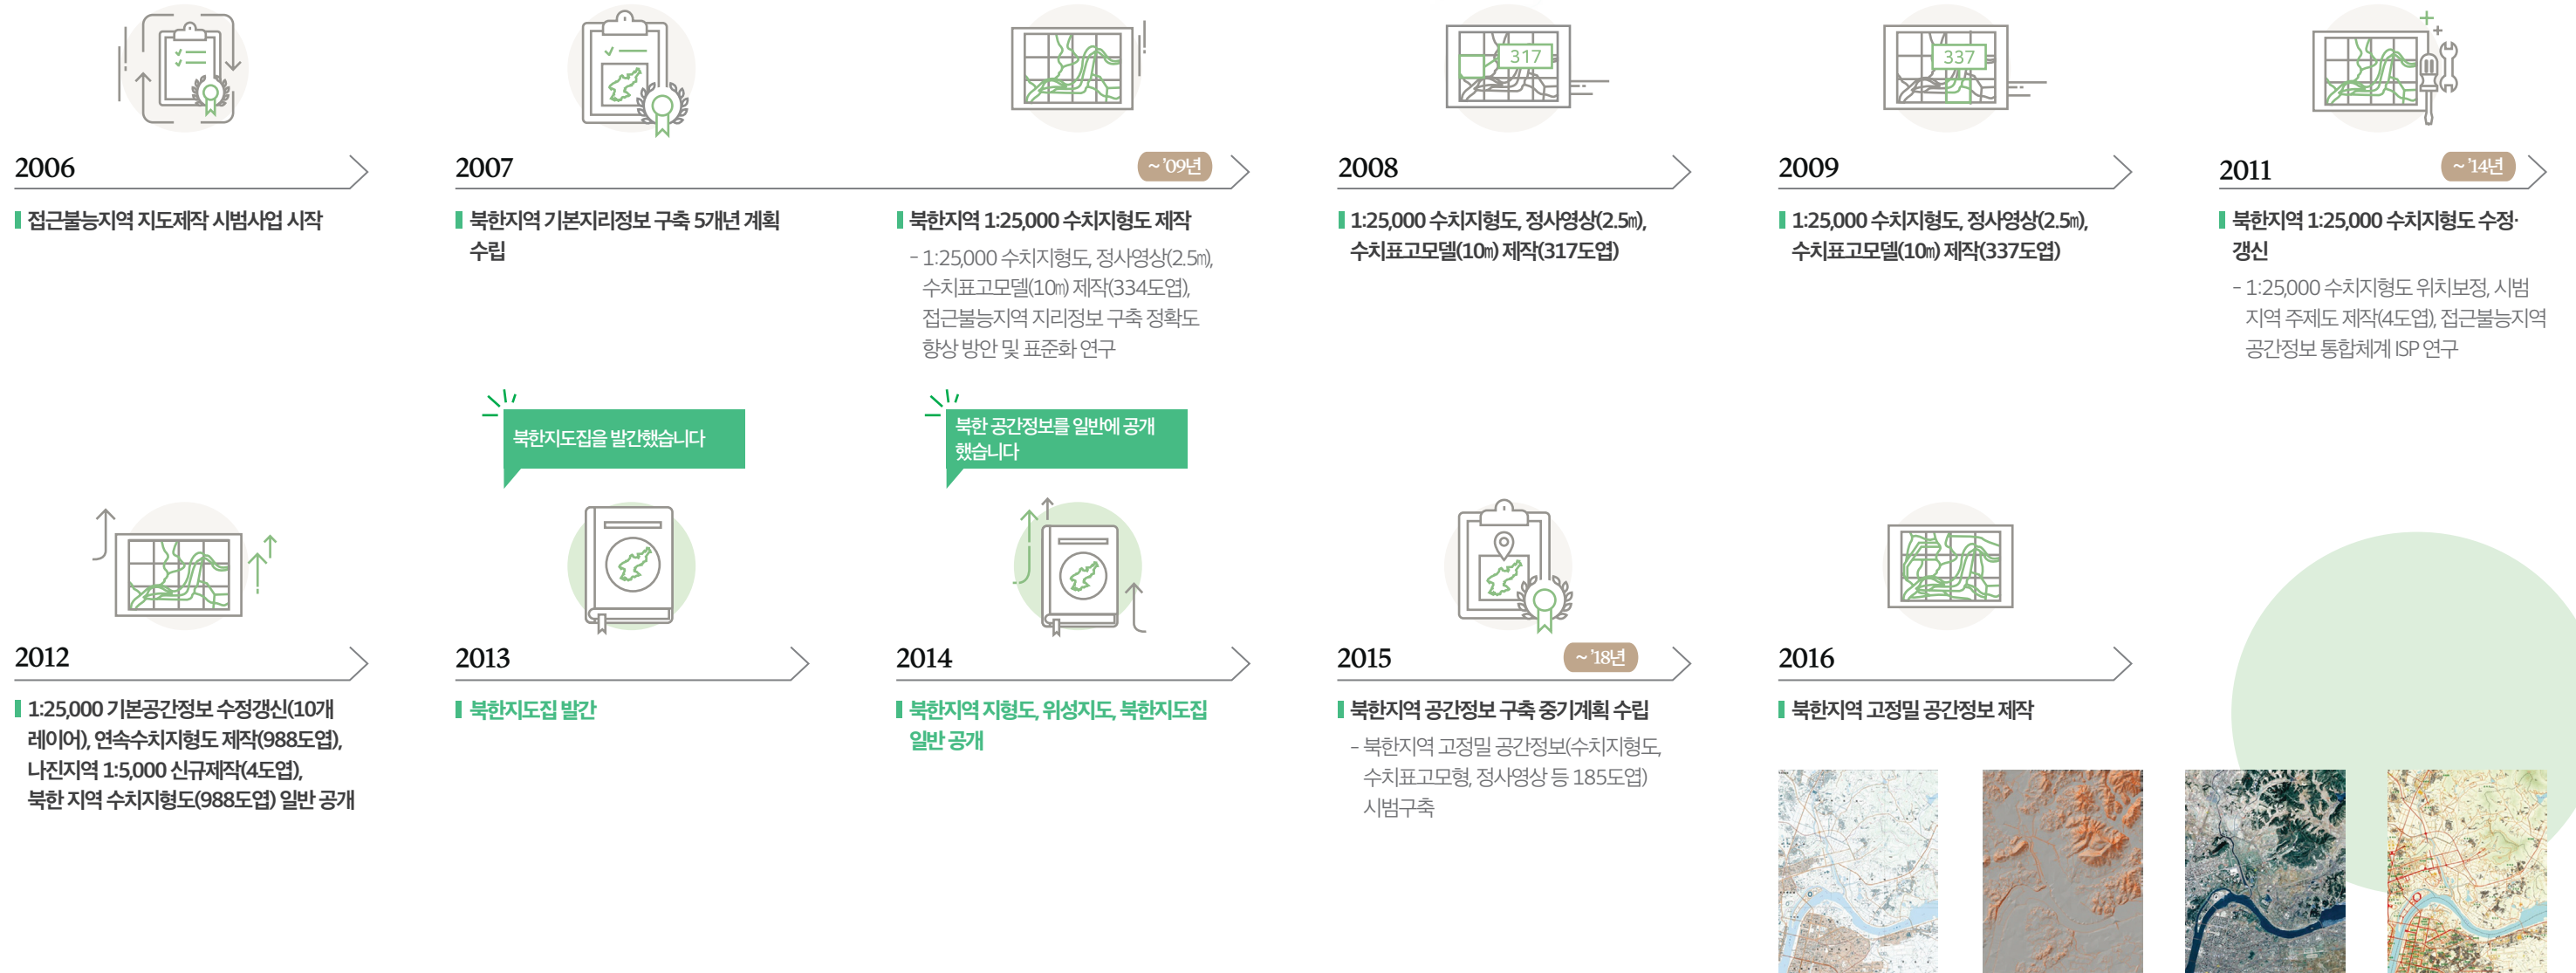 317
337
2006
접근불능지역 지도제작 시범사업 시작
2007
~ '09년
북한지역 기본지리정보 구축 5개년 계획
수립
북한지역 1:25,000 수치지형도 제작
- 1:25,000 수치지형도, 정사영상(2.5㎡),
수치표고모델(10㎡) 제작(334도엽),
접근불능지역 지리정보 구축 정확도
향상 방안 및 표준화 연구
2008
1:25,000 수치지형도, 정사영상(2.5㎡),
수치표고모델(10㎡) 제작(317도엽)
2009
1:25,000 수치지형도, 정사영상(2.5㎡),
수치표고모델(10㎡) 제작(337도엽)
2011
~ '14년
북한지역 1:25,000 수치지형도 수정·
갱신
- 1:25,000 수치지형도 위치보정, 시범
지역 주제도 제작(4도엽), 접근불능지역
공간정보 통합체계 ISP 연구
북한지도집을 발간했습니다
북한 공간정보를 일반에 공개
했습니다
2012
1:25,000 기본공간정보 수정갱신(10개
레이어), 연속수치지형도 제작(988도엽),
나진지역 1:5,000 신규제작(4도엽),
북한 지역 수치지형도(988도엽) 일반 공개
2013
북한지도집 발간
2014
북한지역 지형도, 위성지도, 북한지도집
일반 공개
2015
~ '18년
북한지역 공간정보 구축 중기계획 수립
- 북한지역 고정밀 공간정보(수치지형도,
수치표고모형, 정사영상 등 185도엽)
시범구축
2016
북한지역 고정밀 공간정보 제작